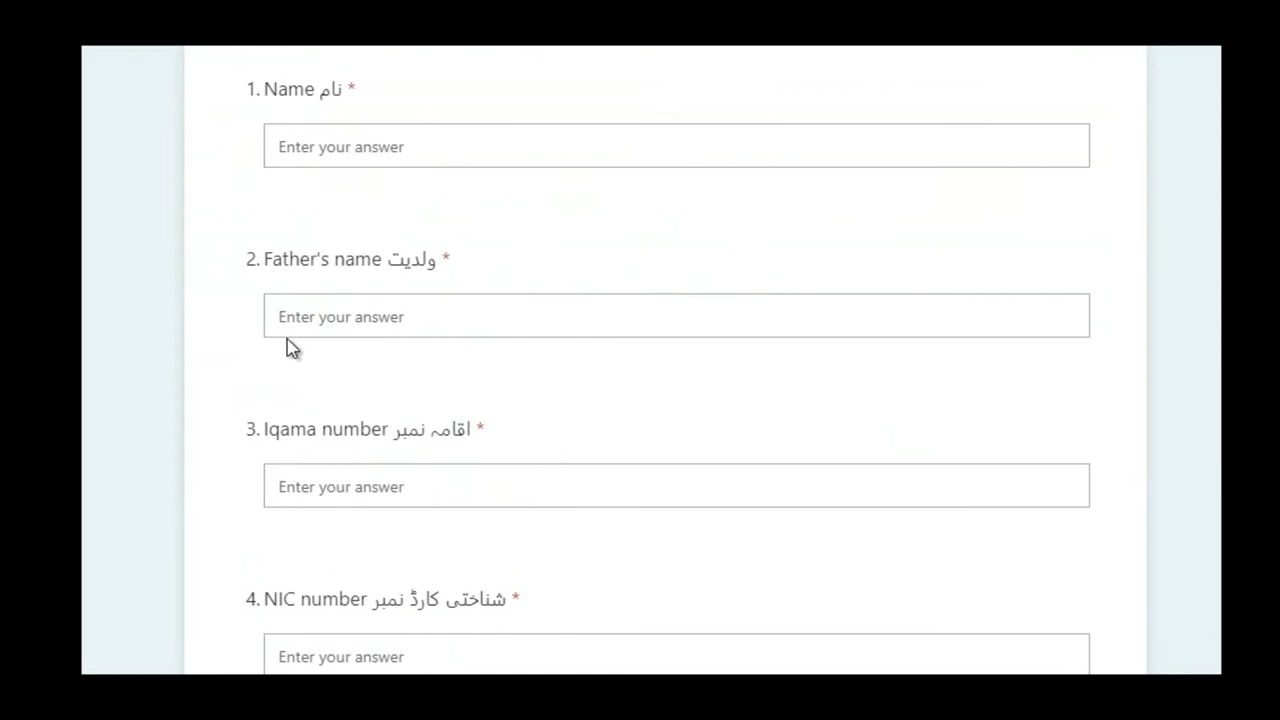 1. Name نام *
Enter your answer
2. Father's name ولدیت *
Enter your answer
3. Iqama number اقامہ نمبر *
Enter your answer
4. NIC number شناختی کارڈ نمبر *
Enter your answer